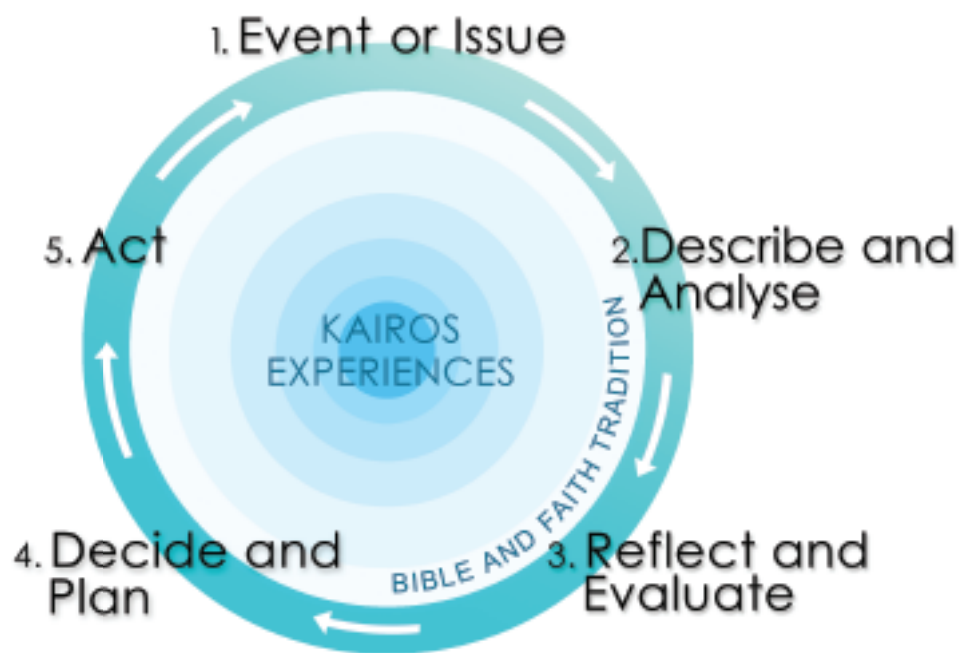 1. Event or Issue
2. Describe and
Analyse
3. Reflect and
Evaluate
4. Decide and
Plan
5. Act
KAIROS
EXPERIENCES
BIBLE AND FAITH TRADITION